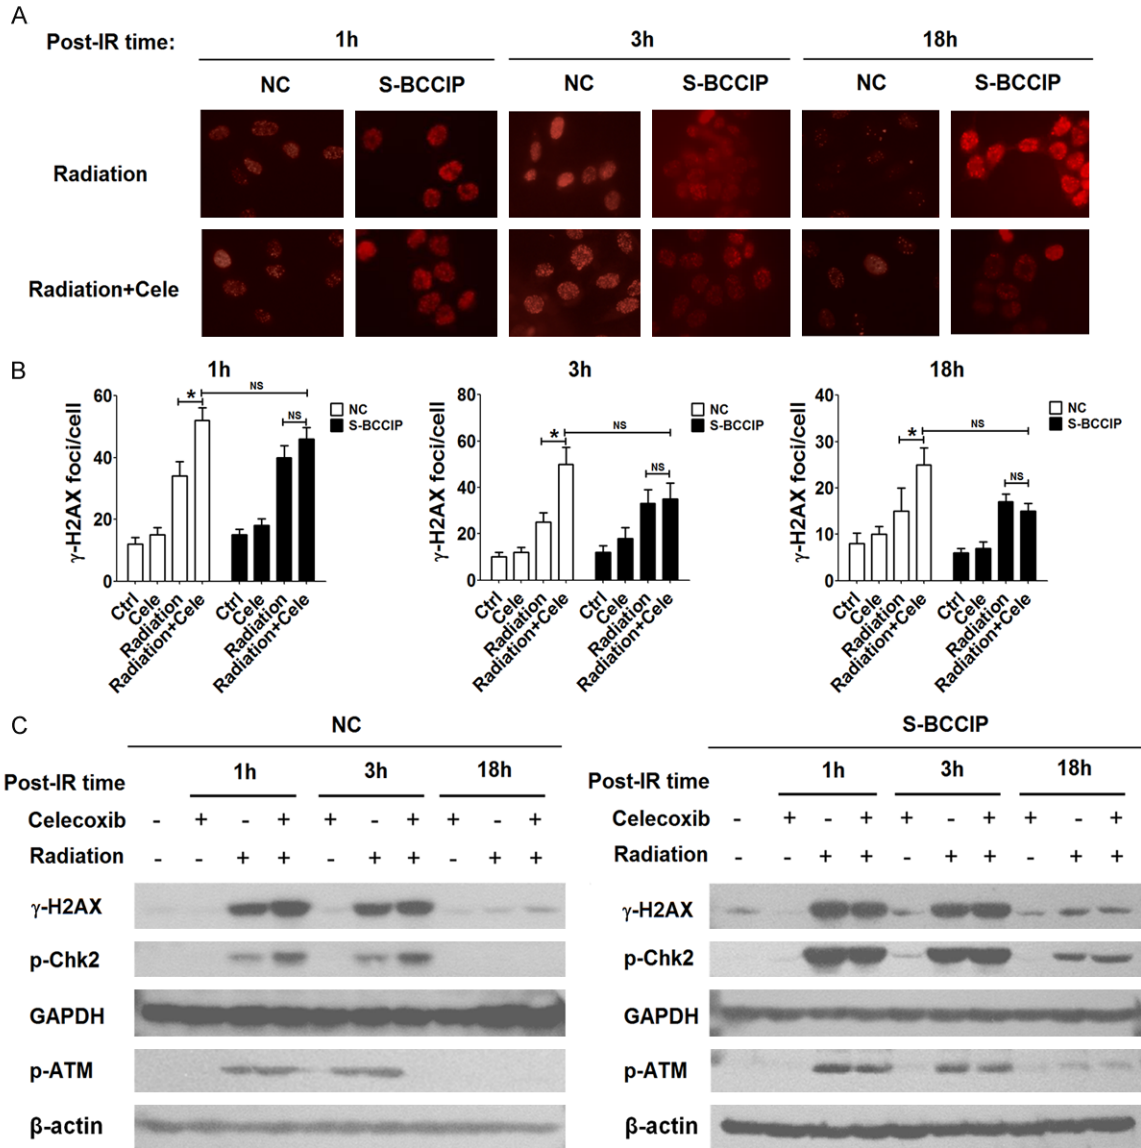 A
Post-IR time: 1h 3h 18h
NC S-BCCIP NC S-BCCIP NC S-BCCIP
Radiation
Radiation+Cele
B
1h
γ-H2AX foci/cell
60
40
20
0
* NS NS
NC
S-BCCIP
Ctrl Cele Radiation Radiation+Cele Ctrl Cele Radiation Radiation+Cele
3h
γ-H2AX foci/cell
80
60
40
20
0
* NS NS
NC
S-BCCIP
Ctrl Cele Radiation Radiation+Cele Ctrl Cele Radiation Radiation+Cele
18h
γ-H2AX foci/cell
40
30
20
10
0
* NS NS
NC
S-BCCIP
Ctrl Cele Radiation Radiation+Cele Ctrl Cele Radiation Radiation+Cele
C
NC
Post-IR time 1h 3h 18h
Celecoxib - + - + + - + + - +
Radiation - - + + - + + - + +
γ-H2AX
p-Chk2
GAPDH
p-ATM
β-actin
S-BCCIP
Post-IR time 1h 3h 18h
Celecoxib - + - + + - + + - +
Radiation - - + + - + + - + +
γ-H2AX
p-Chk2
GAPDH
p-ATM
β-actin